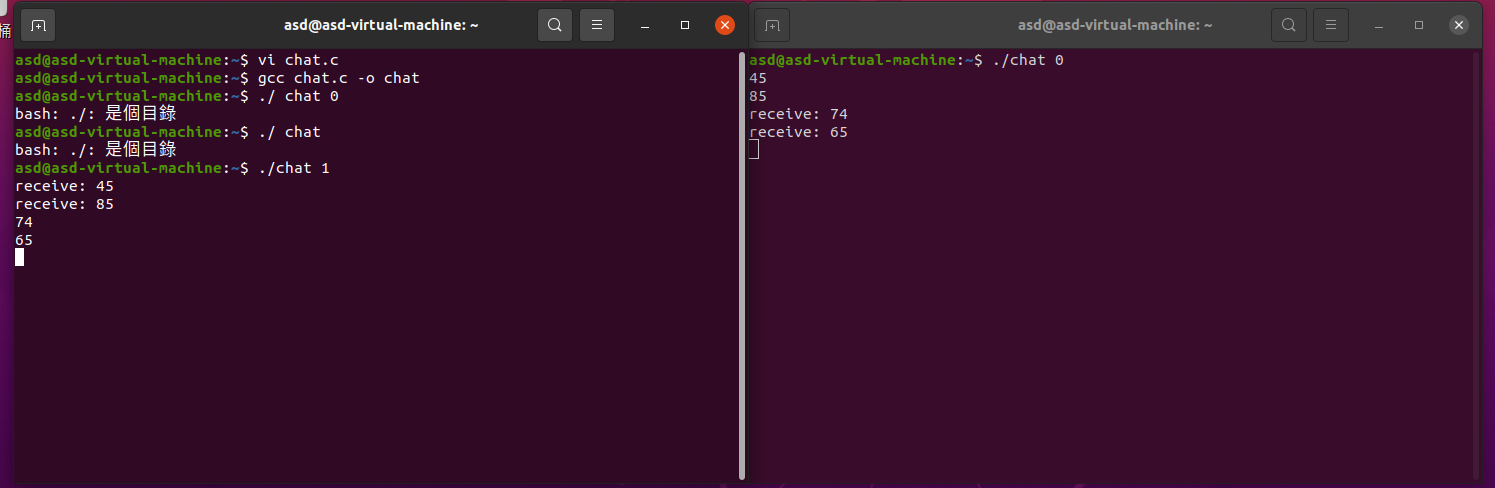 桶
asd@asd-virtual-machine: ~
asd@asd-virtual-machine:~$ vi chat.c
asd@asd-virtual-machine:~$ gcc chat.c -o chat
asd@asd-virtual-machine:~$ ./ chat 0
bash: ./: 是個目錄
asd@asd-virtual-machine:~$ ./ chat
bash: ./: 是個目錄
asd@asd-virtual-machine:~$ ./chat 1
receive: 45
receive: 85
74
65
asd@asd-virtual-machine: ~
asd@asd-virtual-machine:~$ ./chat 0
45
85
receive: 74
receive: 65